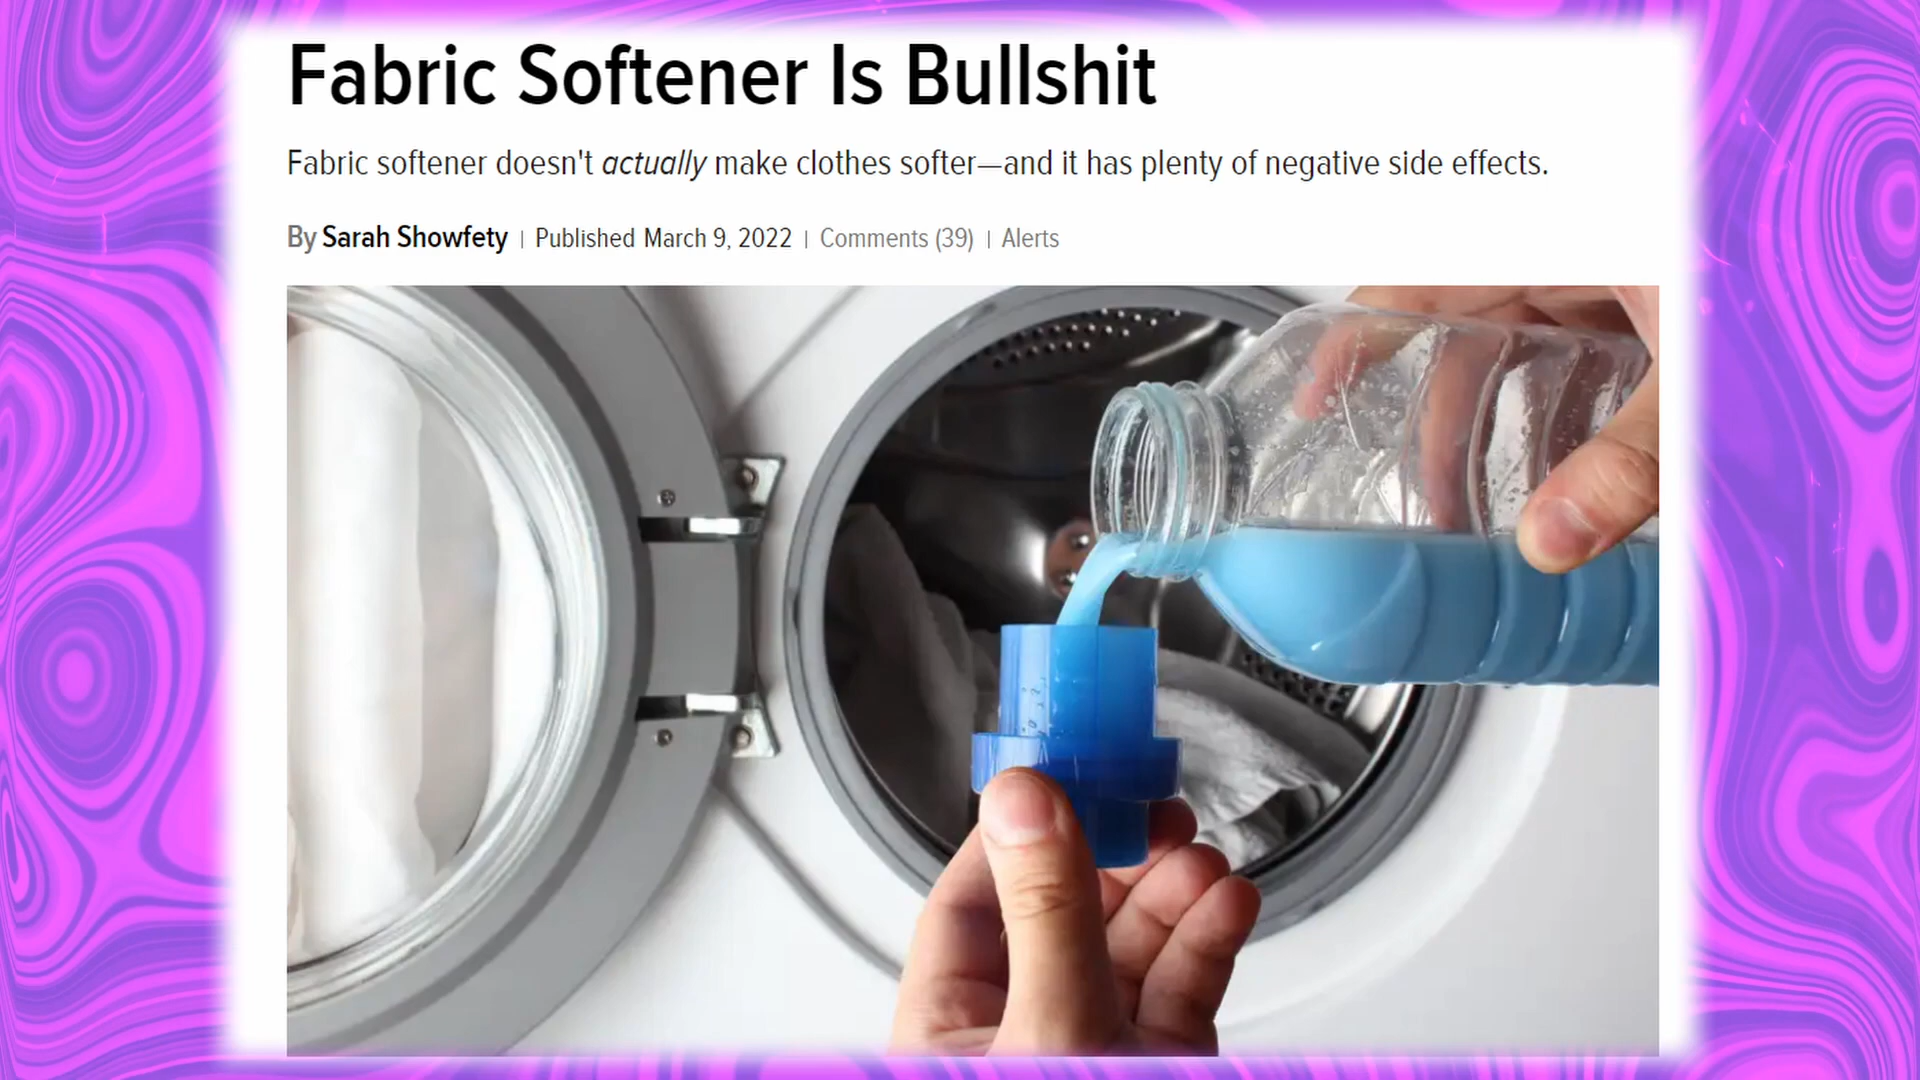 Fabric Softener Is Bullshit
Fabric softener doesn't actually make clothes softer—and it has plenty of negative side effects.
By Sarah Showfety | Published March 9, 2022 | Comments (39) | Alerts